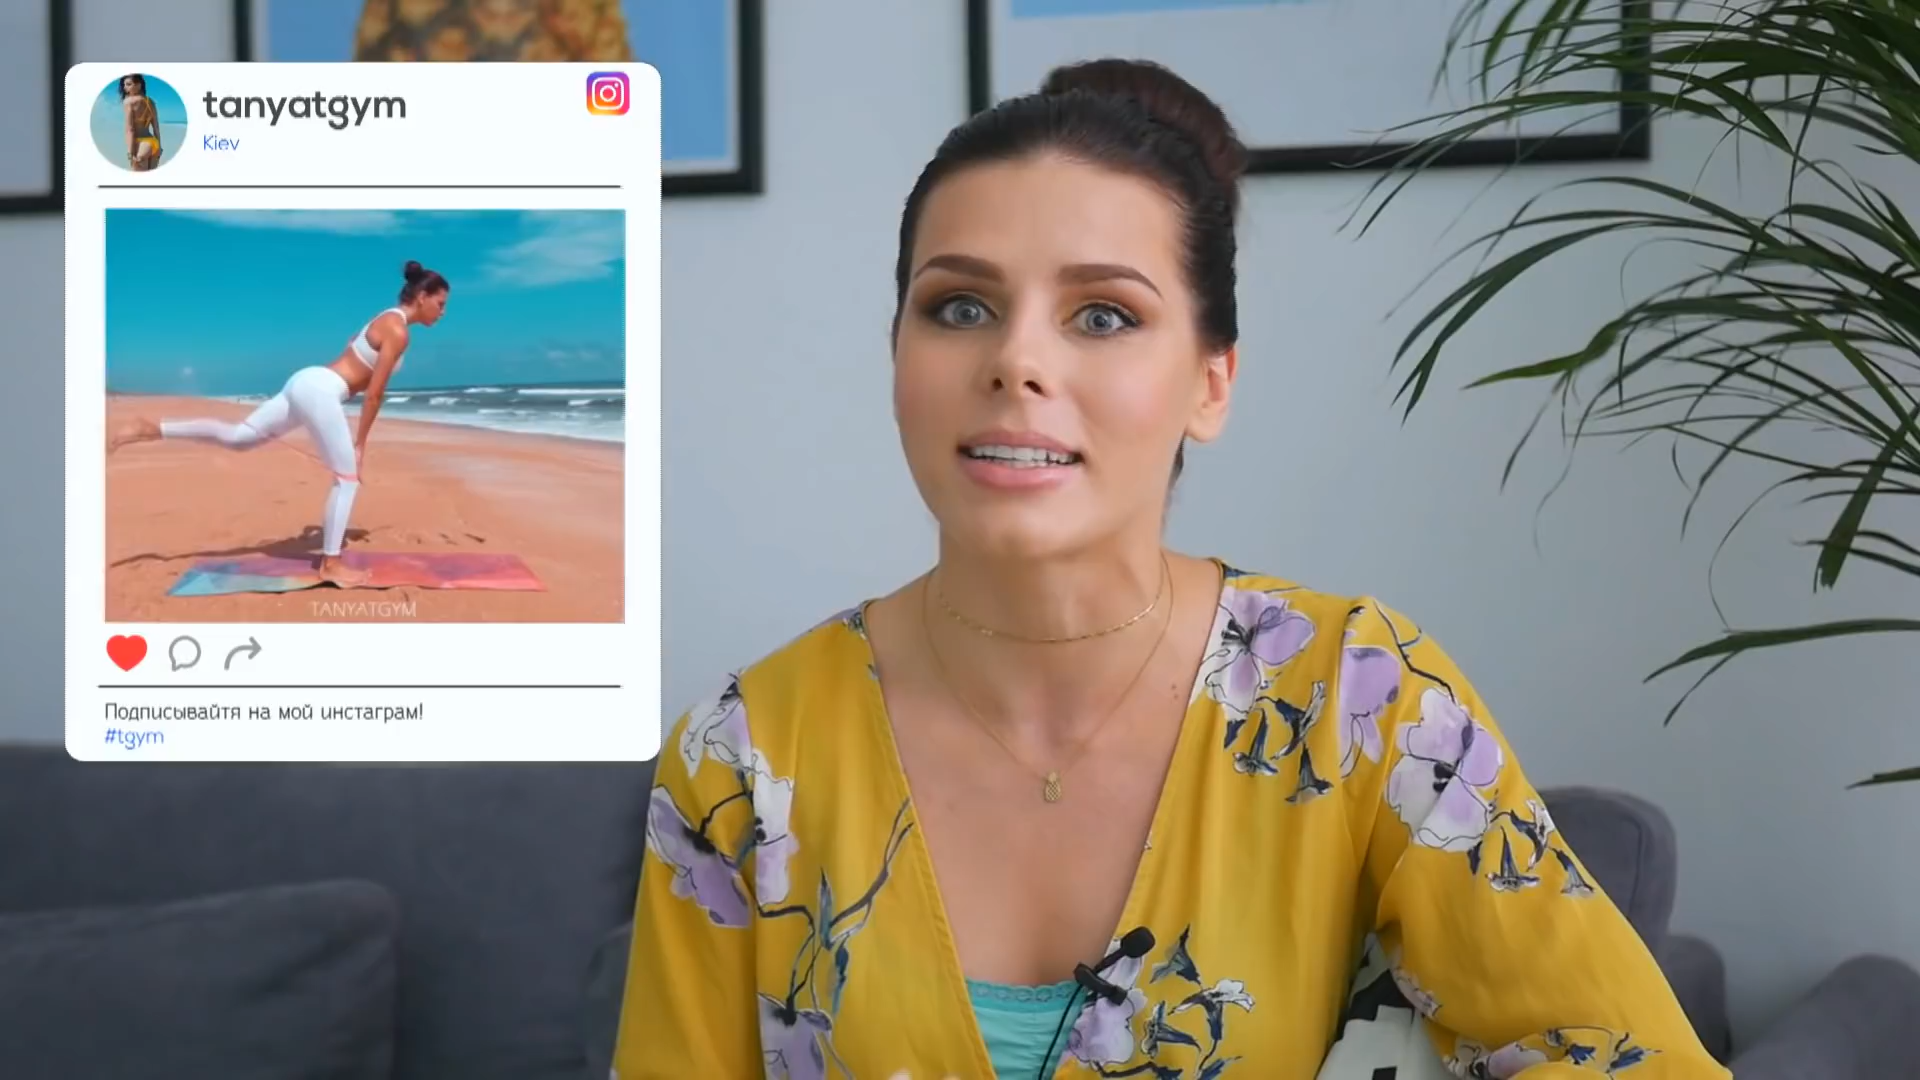 tanyatgym
Kiev
TANYATGYM
Подписывайтя на мой инстаграм!
#tgym